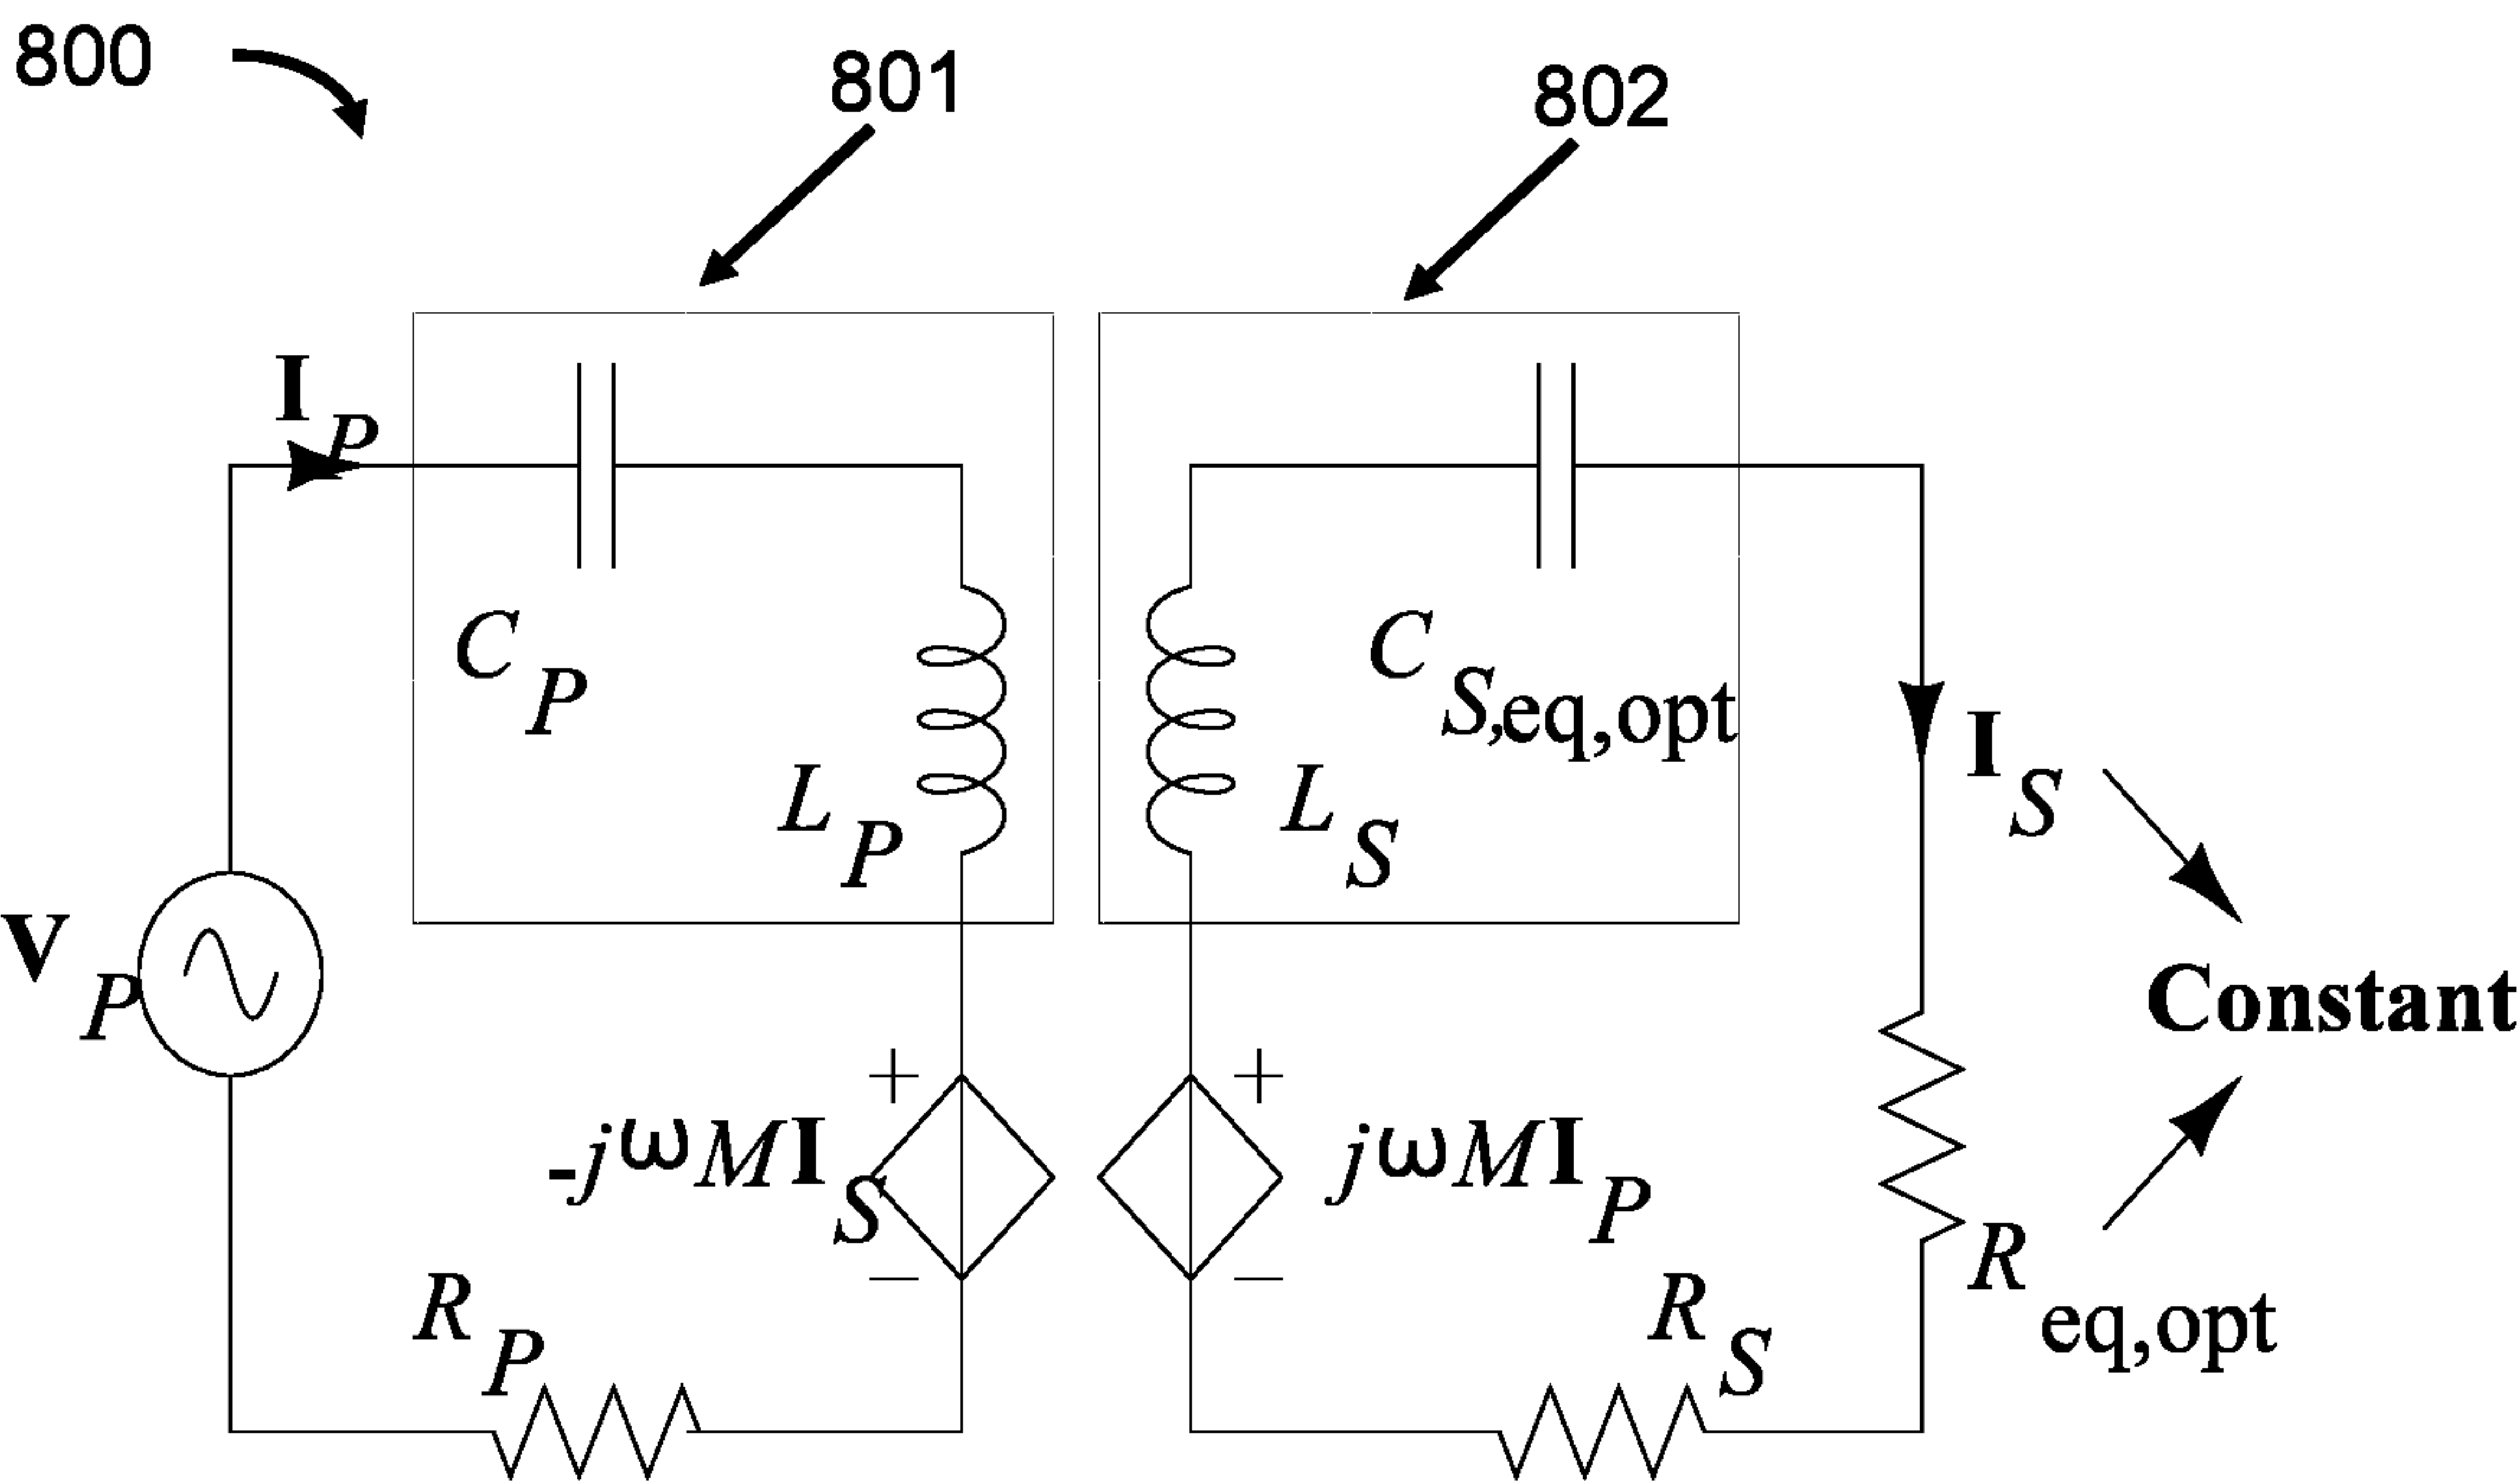 800
801
802
I P
C P
L P
C S,eq,opt
L S
I S
V P
Constant
+
-jωMI S
−
+
jωMI P
−
R P
R S
R eq,opt